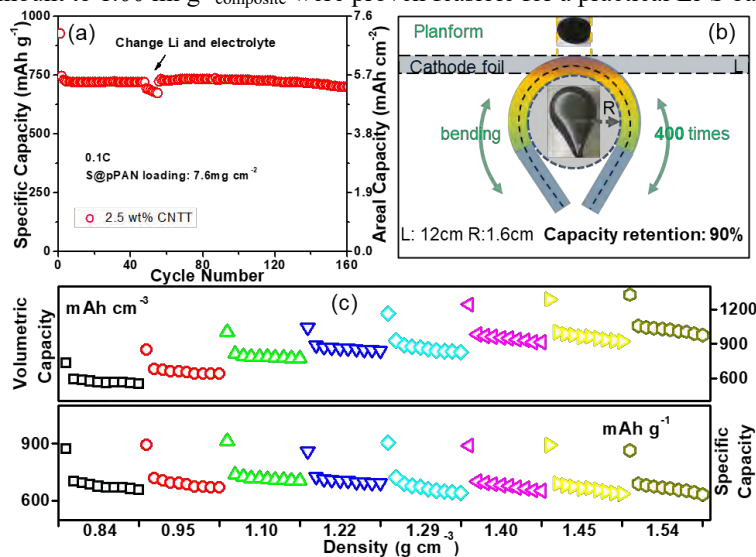 (a)
Change Li and electrolyte
0.1C
S@pPAN loading: 7.6mg cm⁻²
2.5 wt% CNTT
Specific Capacity (mAh g⁻¹)
1000
750
500
250
0
Areal Capacity (mAh cm⁻²)
7.6
5.7
3.8
1.9
0.0
0 40 80 120 160
Cycle Number
(b)
Planform
Cathode foil
L
R
bending
400 times
L: 12cm R:1.6cm Capacity retention: 90%
(c)
mAh cm⁻³
Volumetric
Capacity
1200
900
600
mAh g⁻¹
900
600
Specific
Capacity
0.84 0.95 1.10 1.22 1.29 1.40 1.45 1.54
Density (g cm⁻³)